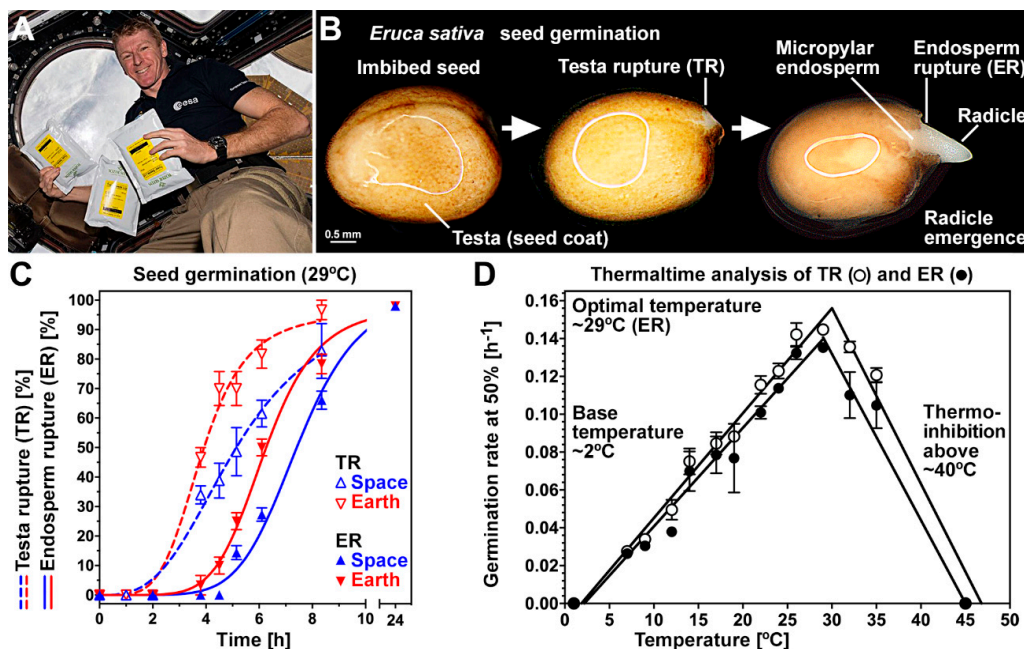 A
esa
B
Eruca sativa seed germination
Imbibed seed
Testa rupture (TR)
Micropylar
endosperm
Endosperm
rupture (ER)
Radicle
0.5 mm
Testa (seed coat)
Radicle
emergence
C
Seed germination (29ºC)
Testa rupture (TR) [%]
Endosperm rupture (ER) [%]
100
90
80
70
60
50
40
30
20
10
0
TR
Space
Earth
ER
Space
Earth
0 2 4 6 8 10 24
Time [h]
D
Thermaltime analysis of TR (○) and ER (●)
Germination rate at 50% [h⁻¹]
0.16
0.14
0.12
0.10
0.08
0.06
0.04
0.02
0.00
Optimal temperature
~29ºC (ER)
Base
temperature
~2ºC
Thermo-
inhibition
above
~40ºC
0 5 10 15 20 25 30 35 40 45 50
Temperature [ºC]